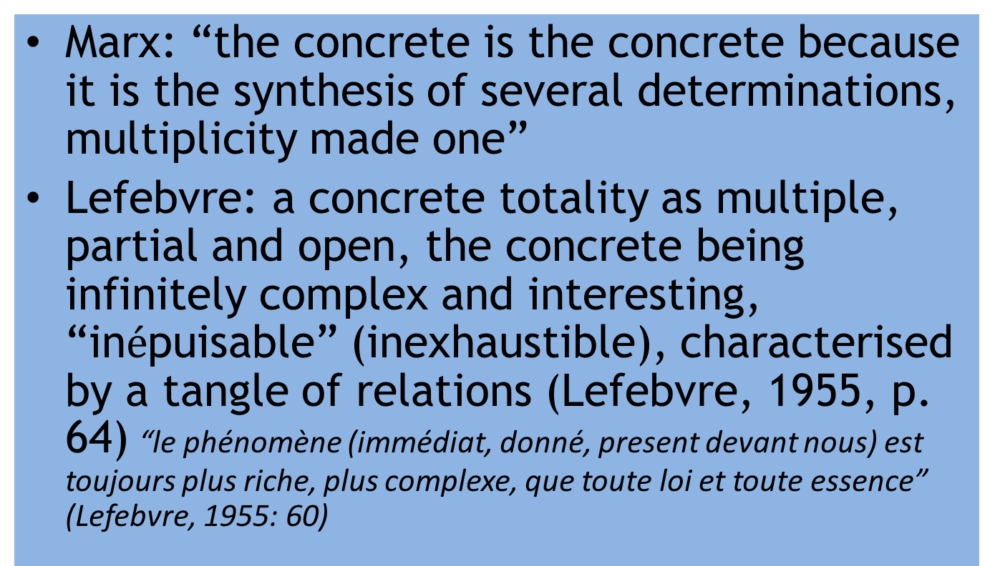 • Marx: “the concrete is the concrete because
it is the synthesis of several determinations,
multiplicity made one”
• Lefebvre: a concrete totality as multiple,
partial and open, the concrete being
infinitely complex and interesting,
“inépuisable” (inexhaustible), characterised
by a tangle of relations (Lefebvre, 1955, p.
64) “le phénomène (immédiat, donné, present devant nous) est
toujours plus riche, plus complexe, que toute loi et toute essence”
(Lefebvre, 1955: 60)